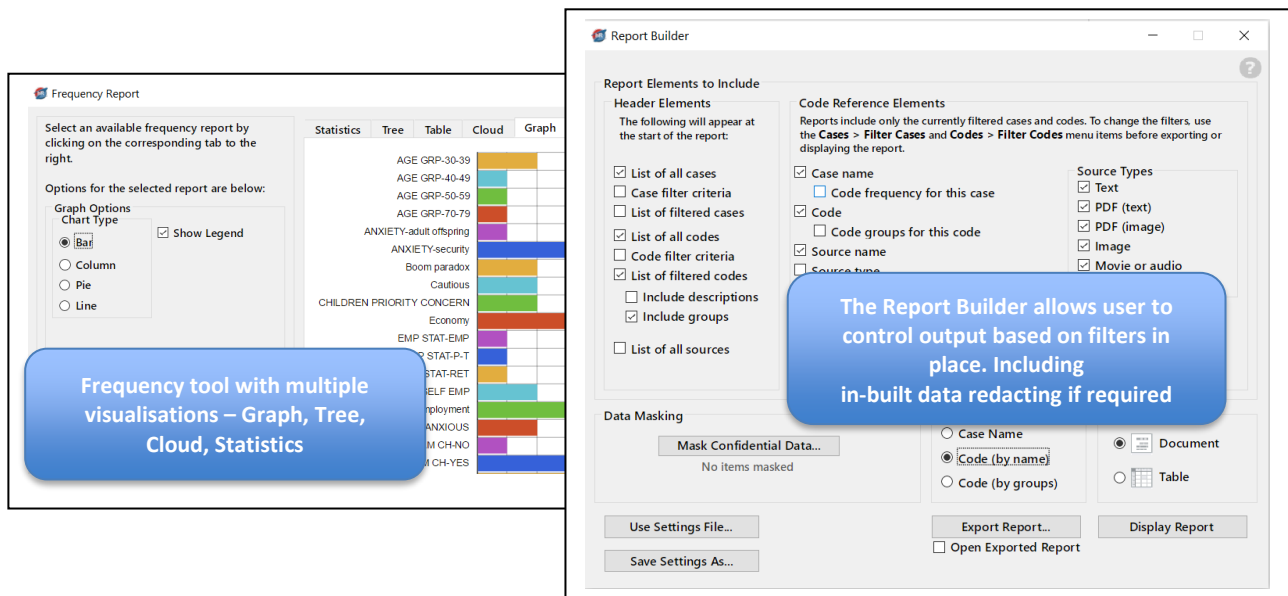 Frequency Report
Select an available frequency report by
clicking on the corresponding tab to the
right.
Options for the selected report are below:
Graph Options
Chart Type
Bar
Column
Pie
Line
Show Legend
Statistics Tree Table Cloud Graph
AGE GRP-30-39
AGE GRP-40-49
AGE GRP-50-59
AGE GRP-70-79
ANXIETY-adult offspring
ANXIETY-security
Boom paradox
Cautious
CHILDREN PRIORITY CONCERN
Economy
EMP STAT-EMP
STAT-P-T
STAT-RET
SELF EMP
ANXIOUS
CH-NO
CH-YES
Frequency tool with multiple
visualisations – Graph, Tree,
Cloud, Statistics
Report Builder
?
Report Elements to Include
Header Elements
The following will appear at
the start of the report:
List of all cases
Case filter criteria
List of filtered cases
List of all codes
Code filter criteria
List of filtered codes
Include descriptions
Include groups
List of all sources
Code Reference Elements
Reports include only the currently filtered cases and codes. To change the filters, use
the Cases > Filter Cases and Codes > Filter Codes menu items before exporting or
displaying the report.
Case name
Code frequency for this case
Code
Code groups for this code
Source name
Source type
Source Types
Text
PDF (text)
PDF (image)
Image
Movie or audio
The Report Builder allows user to
control output based on filters in
place. Including
in-built data redacting if required
Data Masking
Mask Confidential Data...
No items masked
Case Name
Code (by name)
Code (by groups)
Document
Table
Use Settings File...
Save Settings As...
Export Report...
Open Exported Report
Display Report